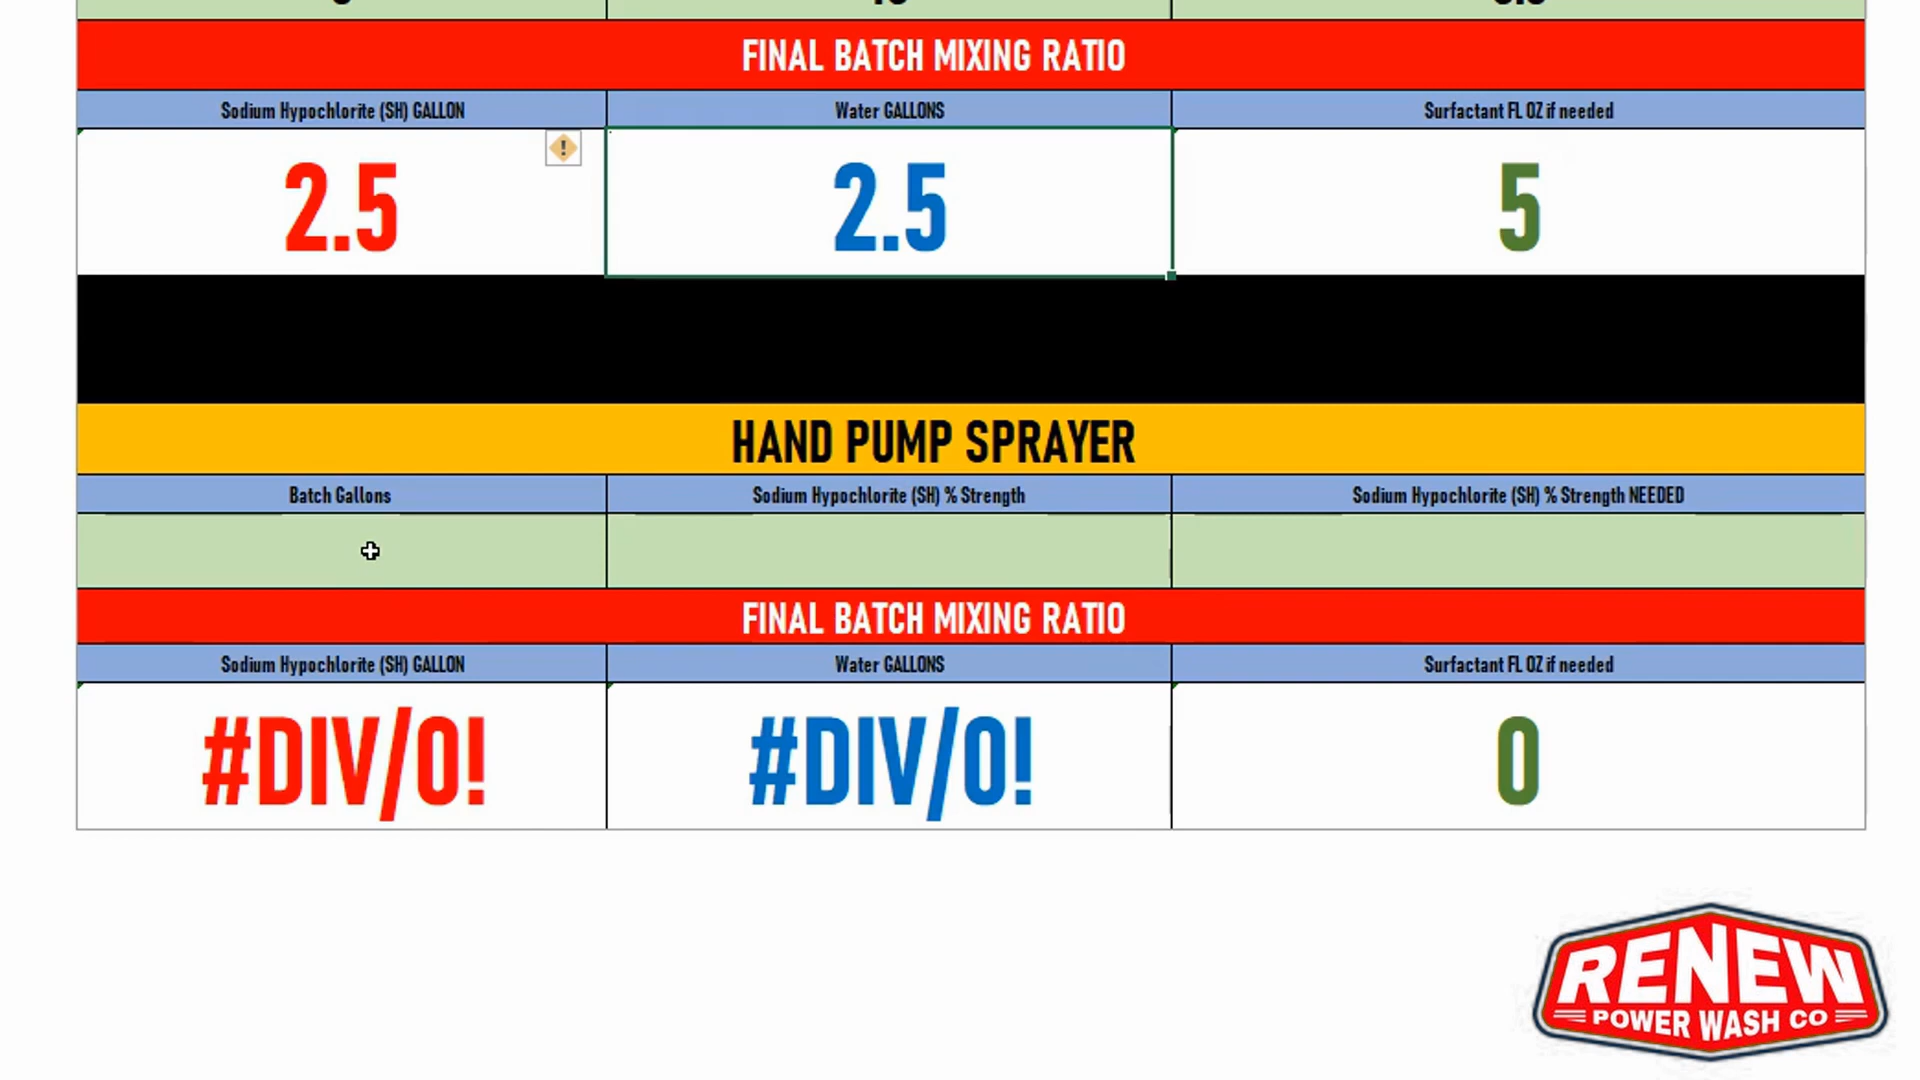 FINAL BATCH MIXING RATIO
Sodium Hypochlorite (SH) GALLON Water GALLONS Surfactant FL OZ if needed
2.5 ! 2.5 5
HAND PUMP SPRAYER
Batch Gallons Sodium Hypochlorite (SH) % Strength Sodium Hypochlorite (SH) % Strength NEEDED
FINAL BATCH MIXING RATIO
Sodium Hypochlorite (SH) GALLON Water GALLONS Surfactant FL OZ if needed
#DIV/0! #DIV/0! 0
RENEW
POWER WASH CO